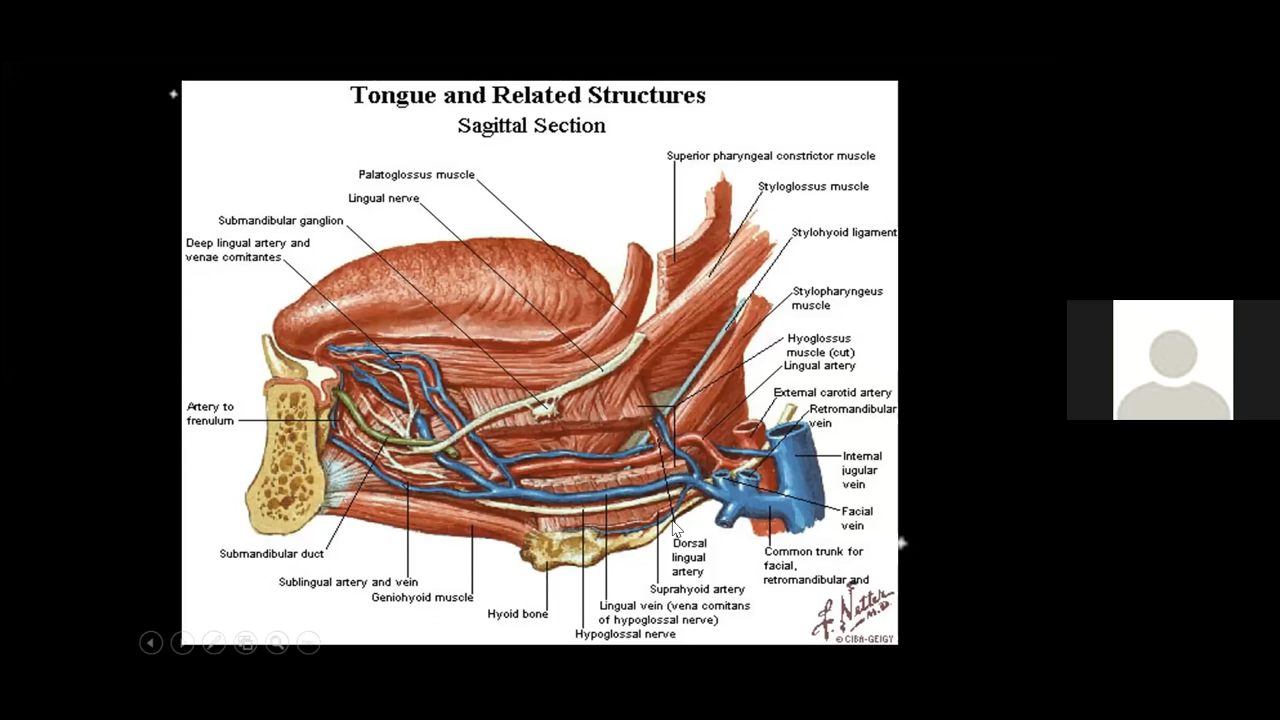 Tongue and Related Structures
Sagittal Section
Superior pharyngeal constrictor muscle
Palatoglossus muscle
Styloglossus muscle
Lingual nerve
Submandibular ganglion
Stylohyoid ligament
Deep lingual artery and
venae comitantes
Stylopharyngeus
muscle
Hyoglossus
muscle (cut)
Lingual artery
External carotid artery
Artery to
frenulum
Retromandibular
vein
Internal
jugular
vein
Facial
vein
Submandibular duct
Dorsal
lingual
artery
Common trunk for
facial,
retromandibular and
Sublingual artery and vein
Suprahyoid artery
Geniohyoid muscle
Hyoid bone
Lingual vein (vena comitans
of hypoglossal nerve)
Hypoglossal nerve
F. Netter
M.D.
© CIBA-GEIGY